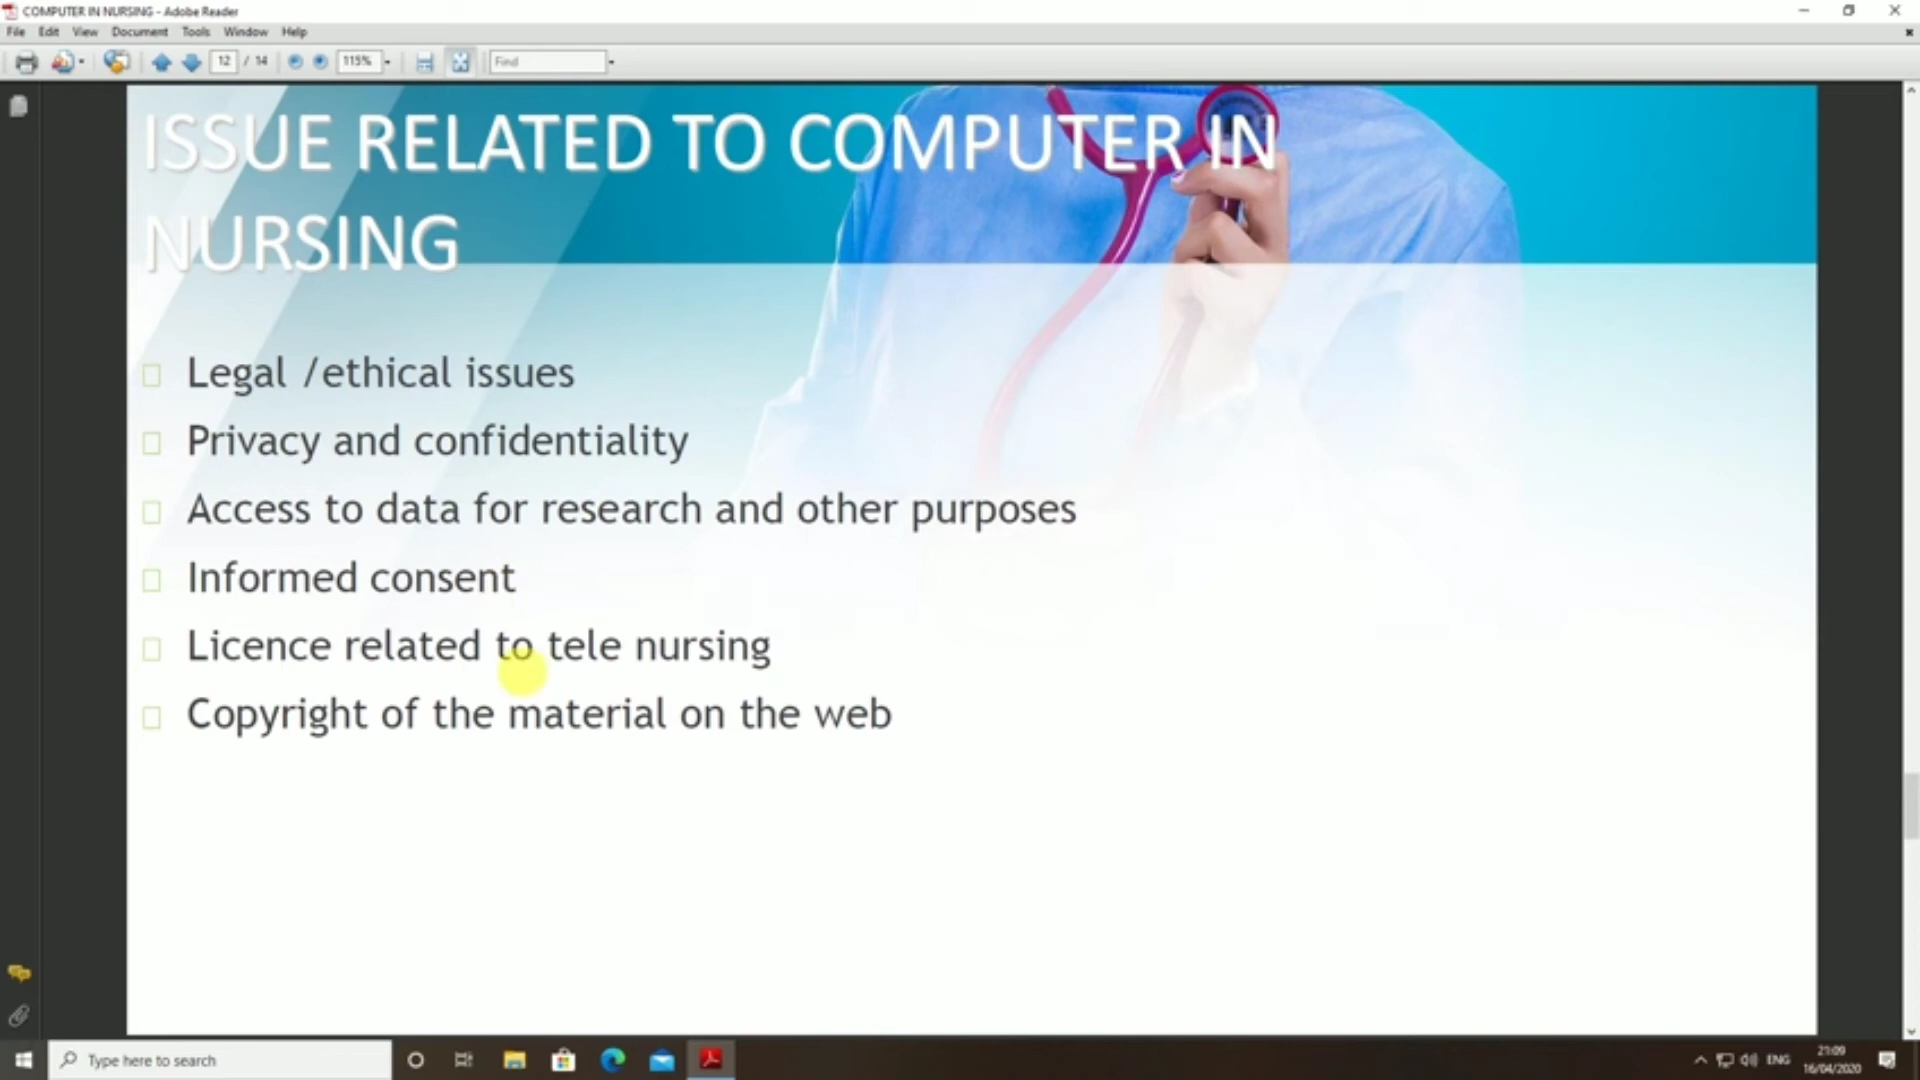 COMPUTER IN NURSING - Adobe Reader
File Edit View Document Tools Window Help
12 / 14 115% Find
ISSUE RELATED TO COMPUTER IN
NURSING
Legal /ethical issues
Privacy and confidentiality
Access to data for research and other purposes
Informed consent
Licence related to tele nursing
Copyright of the material on the web
Type here to search
ENG
21:09
16/04/2020